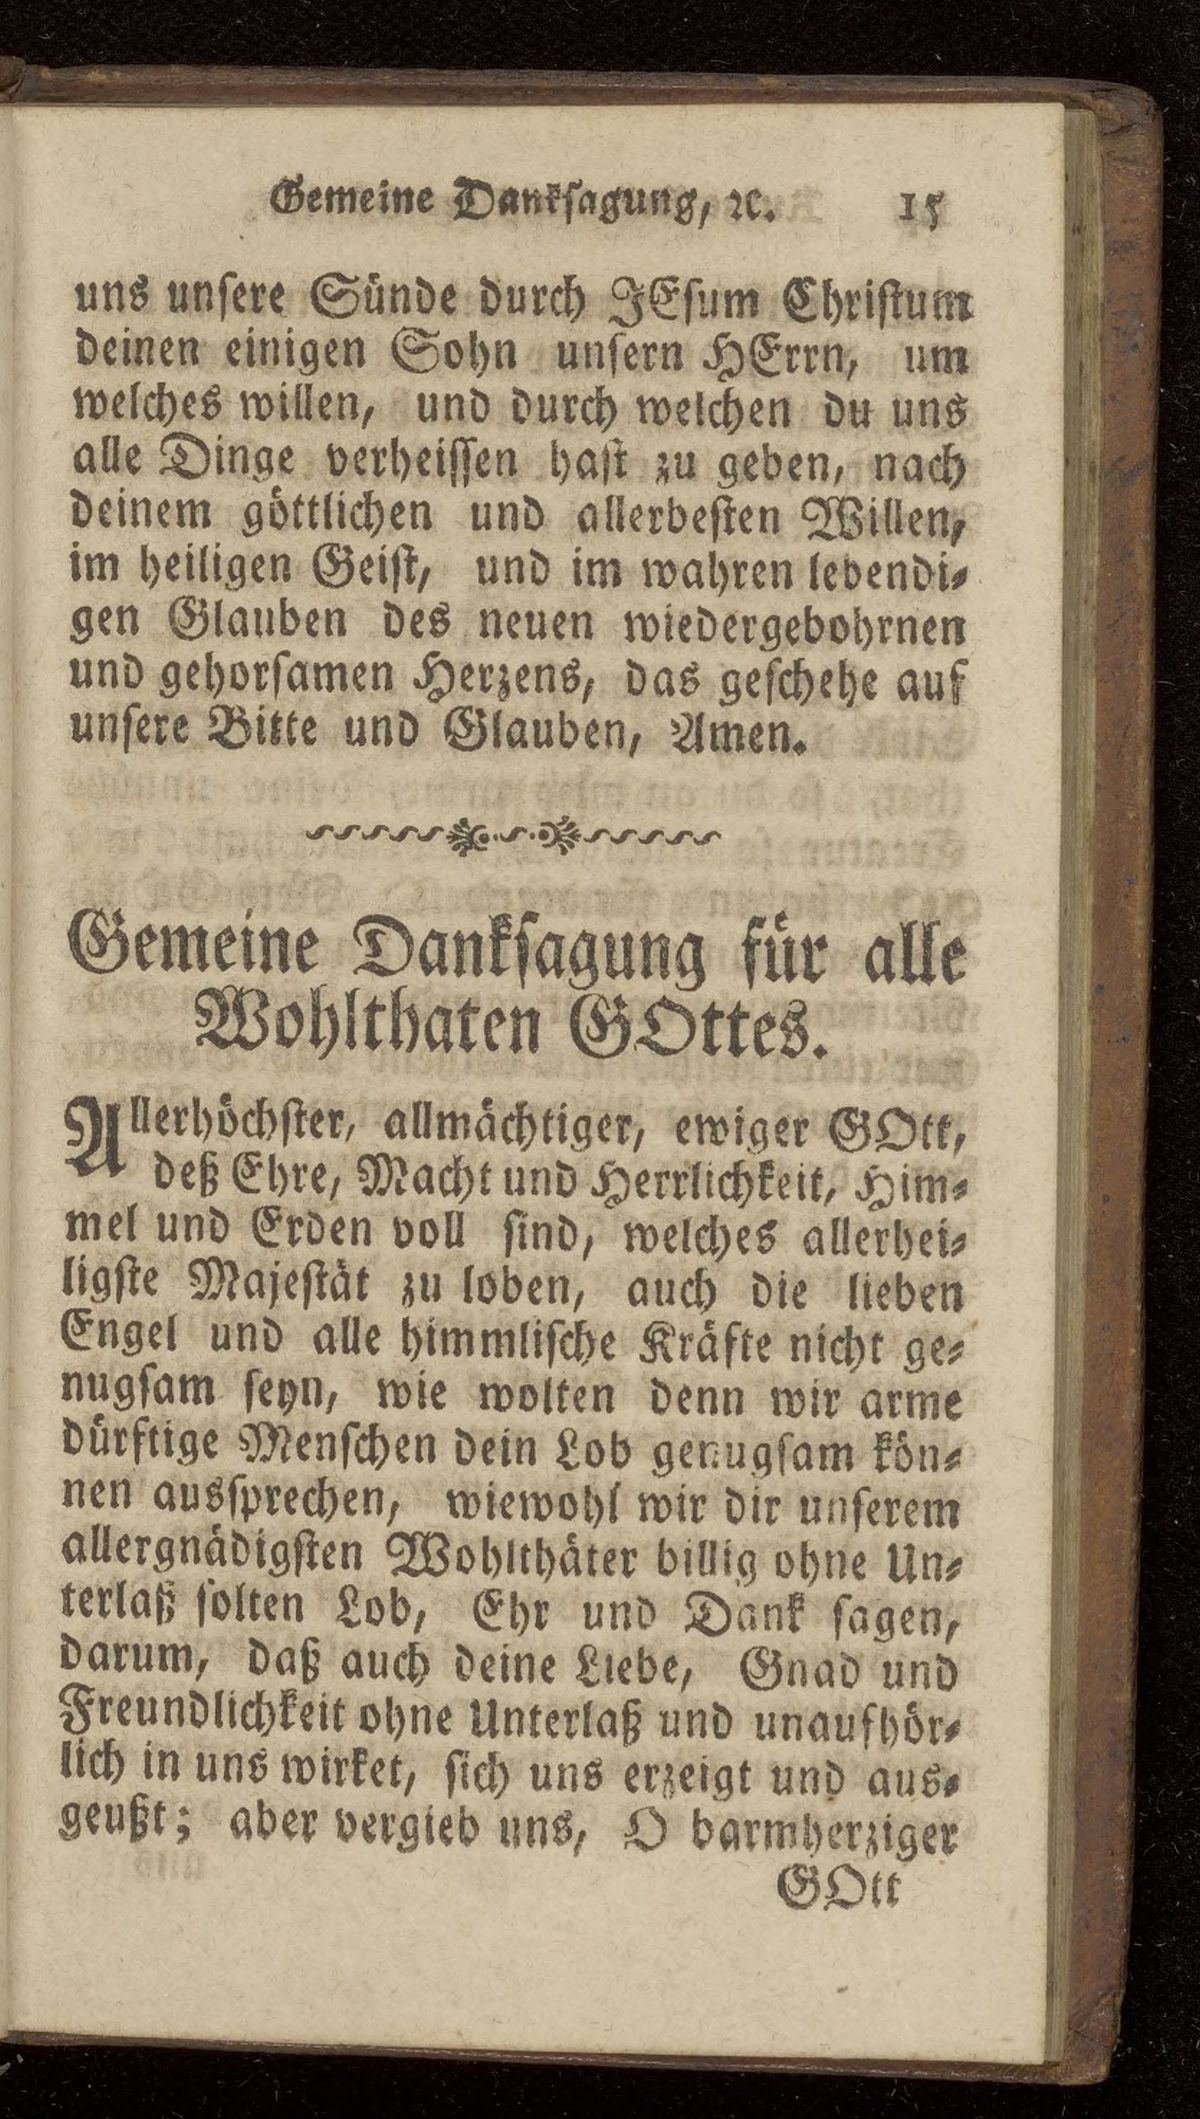 Gemeine Dankſagung, ꝛc. 15
uns unſere Sünde durch JEſum Chriſtum
deinen einigen Sohn unſern HErrn, um
welches willen, und durch welchen du uns
alle Dinge verheiſſen haſt zu geben, nach
deinem göttlichen und allerbeſten Willen,
im heiligen Geiſt, und im wahren lebendi⸗
gen Glauben des neuen wiedergebohrnen
und gehorſamen Herzens, das geſchehe auf
unſere Bitte und Glauben, Amen.
Gemeine Dankſagung für alle
Wohlthaten GOttes.
Allerhöchſter, allmächtiger, ewiger GOtt,
deß Ehre, Macht und Herrlichkeit, Him⸗
mel und Erden voll ſind, welches allerhei⸗
ligſte Majeſtät zu loben, auch die lieben
Engel und alle himmliſche Kräfte nicht ge⸗
nugſam ſeyn, wie wolten denn wir arme
dürftige Menſchen dein Lob genugſam kön⸗
nen ausſprechen, wiewohl wir dir unſerem
allergnädigſten Wohlthäter billig ohne Un⸗
terlaß ſolten Lob, Ehr und Dank ſagen,
darum, daß auch deine Liebe, Gnad und
Freundlichkeit ohne Unterlaß und unaufhör⸗
lich in uns wirket, ſich uns erzeigt und aus⸗
geußt; aber vergieb uns, O barmherziger
GOtt